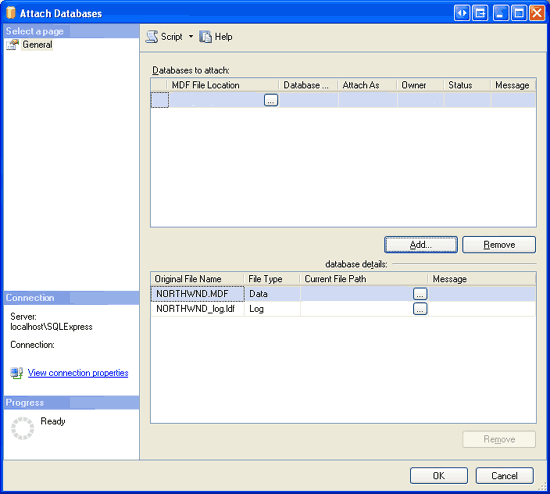 Attach Databases
Select a page
General
Script Help
Databases to attach:
MDF File Location Database ... Attach As Owner Status Message
...
Add... Remove
database details:
Original File Name File Type Current File Path Message
NORTHWND.MDF Data ...
NORTHWND_log.ldf Log ...
Remove
Connection
Server:
localhost\SQLExpress
Connection:
View connection properties
Progress
Ready
OK Cancel